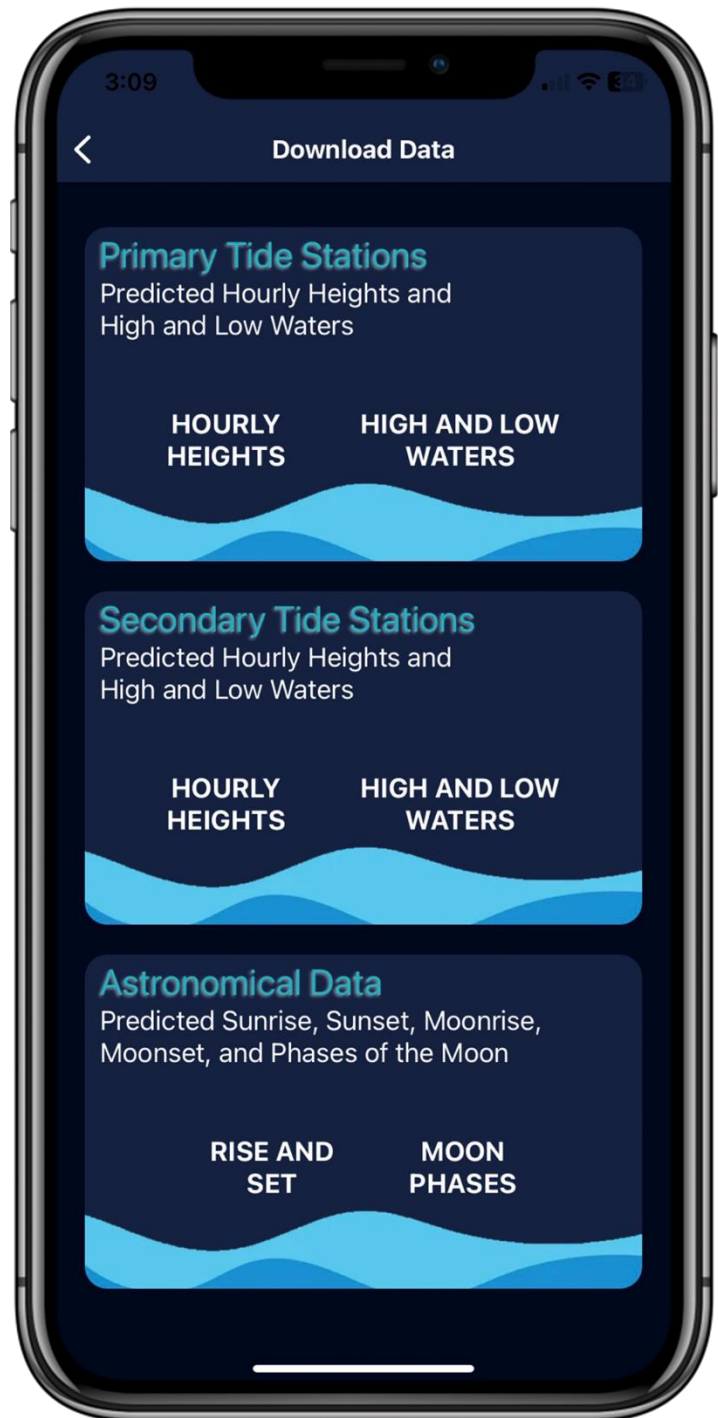 3:09
34
Download Data
Primary Tide Stations
Predicted Hourly Heights and
High and Low Waters
HOURLY HIGH AND LOW
HEIGHTS WATERS
Secondary Tide Stations
Predicted Hourly Heights and
High and Low Waters
HOURLY HIGH AND LOW
HEIGHTS WATERS
Astronomical Data
Predicted Sunrise, Sunset, Moonrise,
Moonset, and Phases of the Moon
RISE AND MOON
SET PHASES